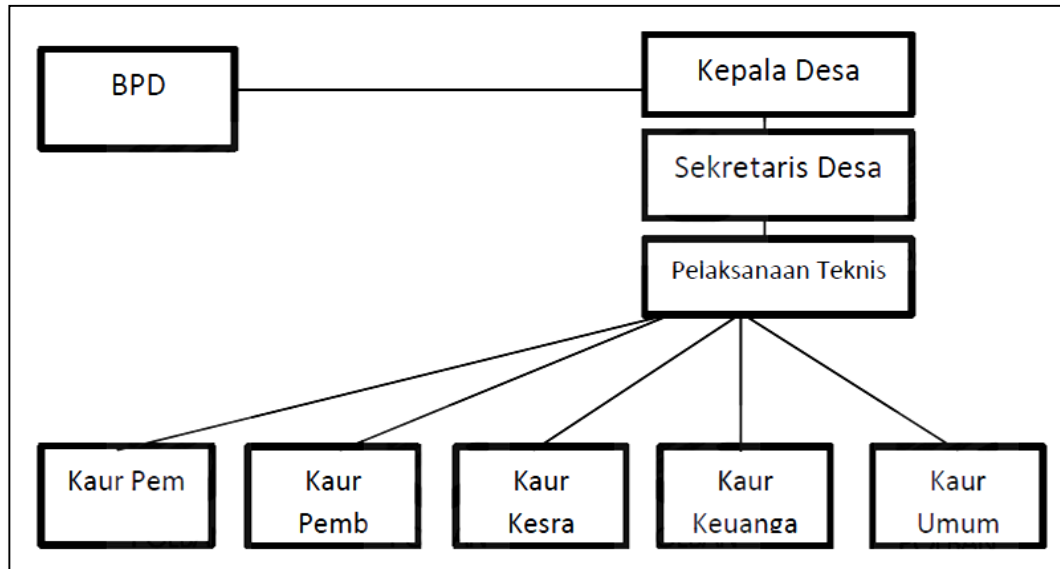 BPD
Kepala Desa
Sekretaris Desa
Pelaksanaan Teknis
Kaur Pem
Kaur
Pemb
Kaur
Kesra
Kaur
Keuanga
Kaur
Umum